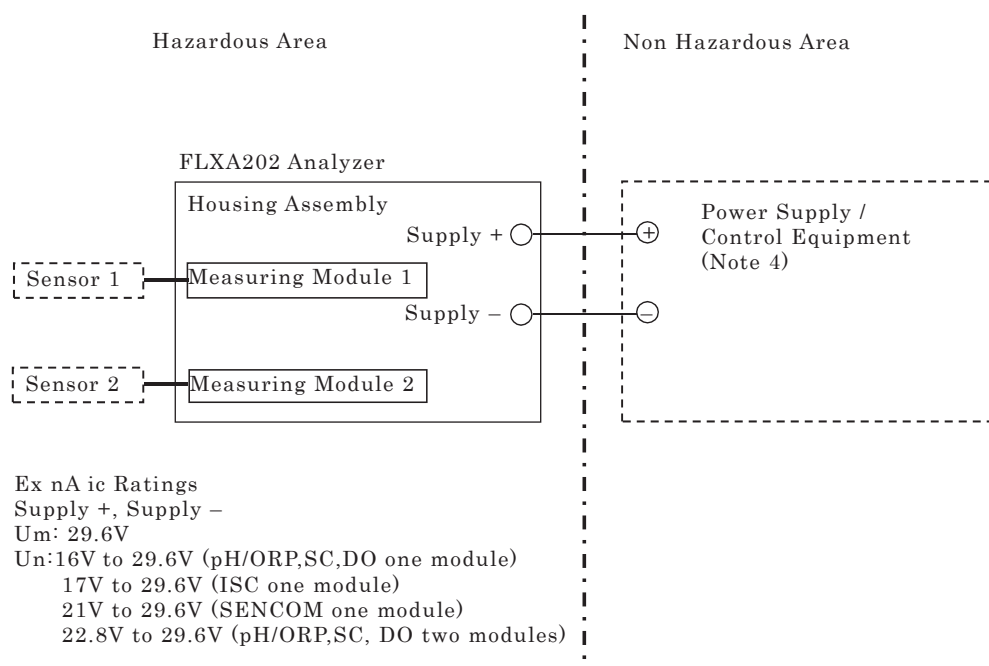 Hazardous Area
Non Hazardous Area
FLXA202 Analyzer
Housing Assembly
Supply +
+
Power Supply /
Control Equipment
(Note 4)
Sensor 1
Measuring Module 1
Supply –
–
Sensor 2
Measuring Module 2
Ex nA ic Ratings
Supply +, Supply –
Um: 29.6V
Un:16V to 29.6V (pH/ORP,SC,DO one module)
17V to 29.6V (ISC one module)
21V to 29.6V (SENCOM one module)
22.8V to 29.6V (pH/ORP,SC, DO two modules)